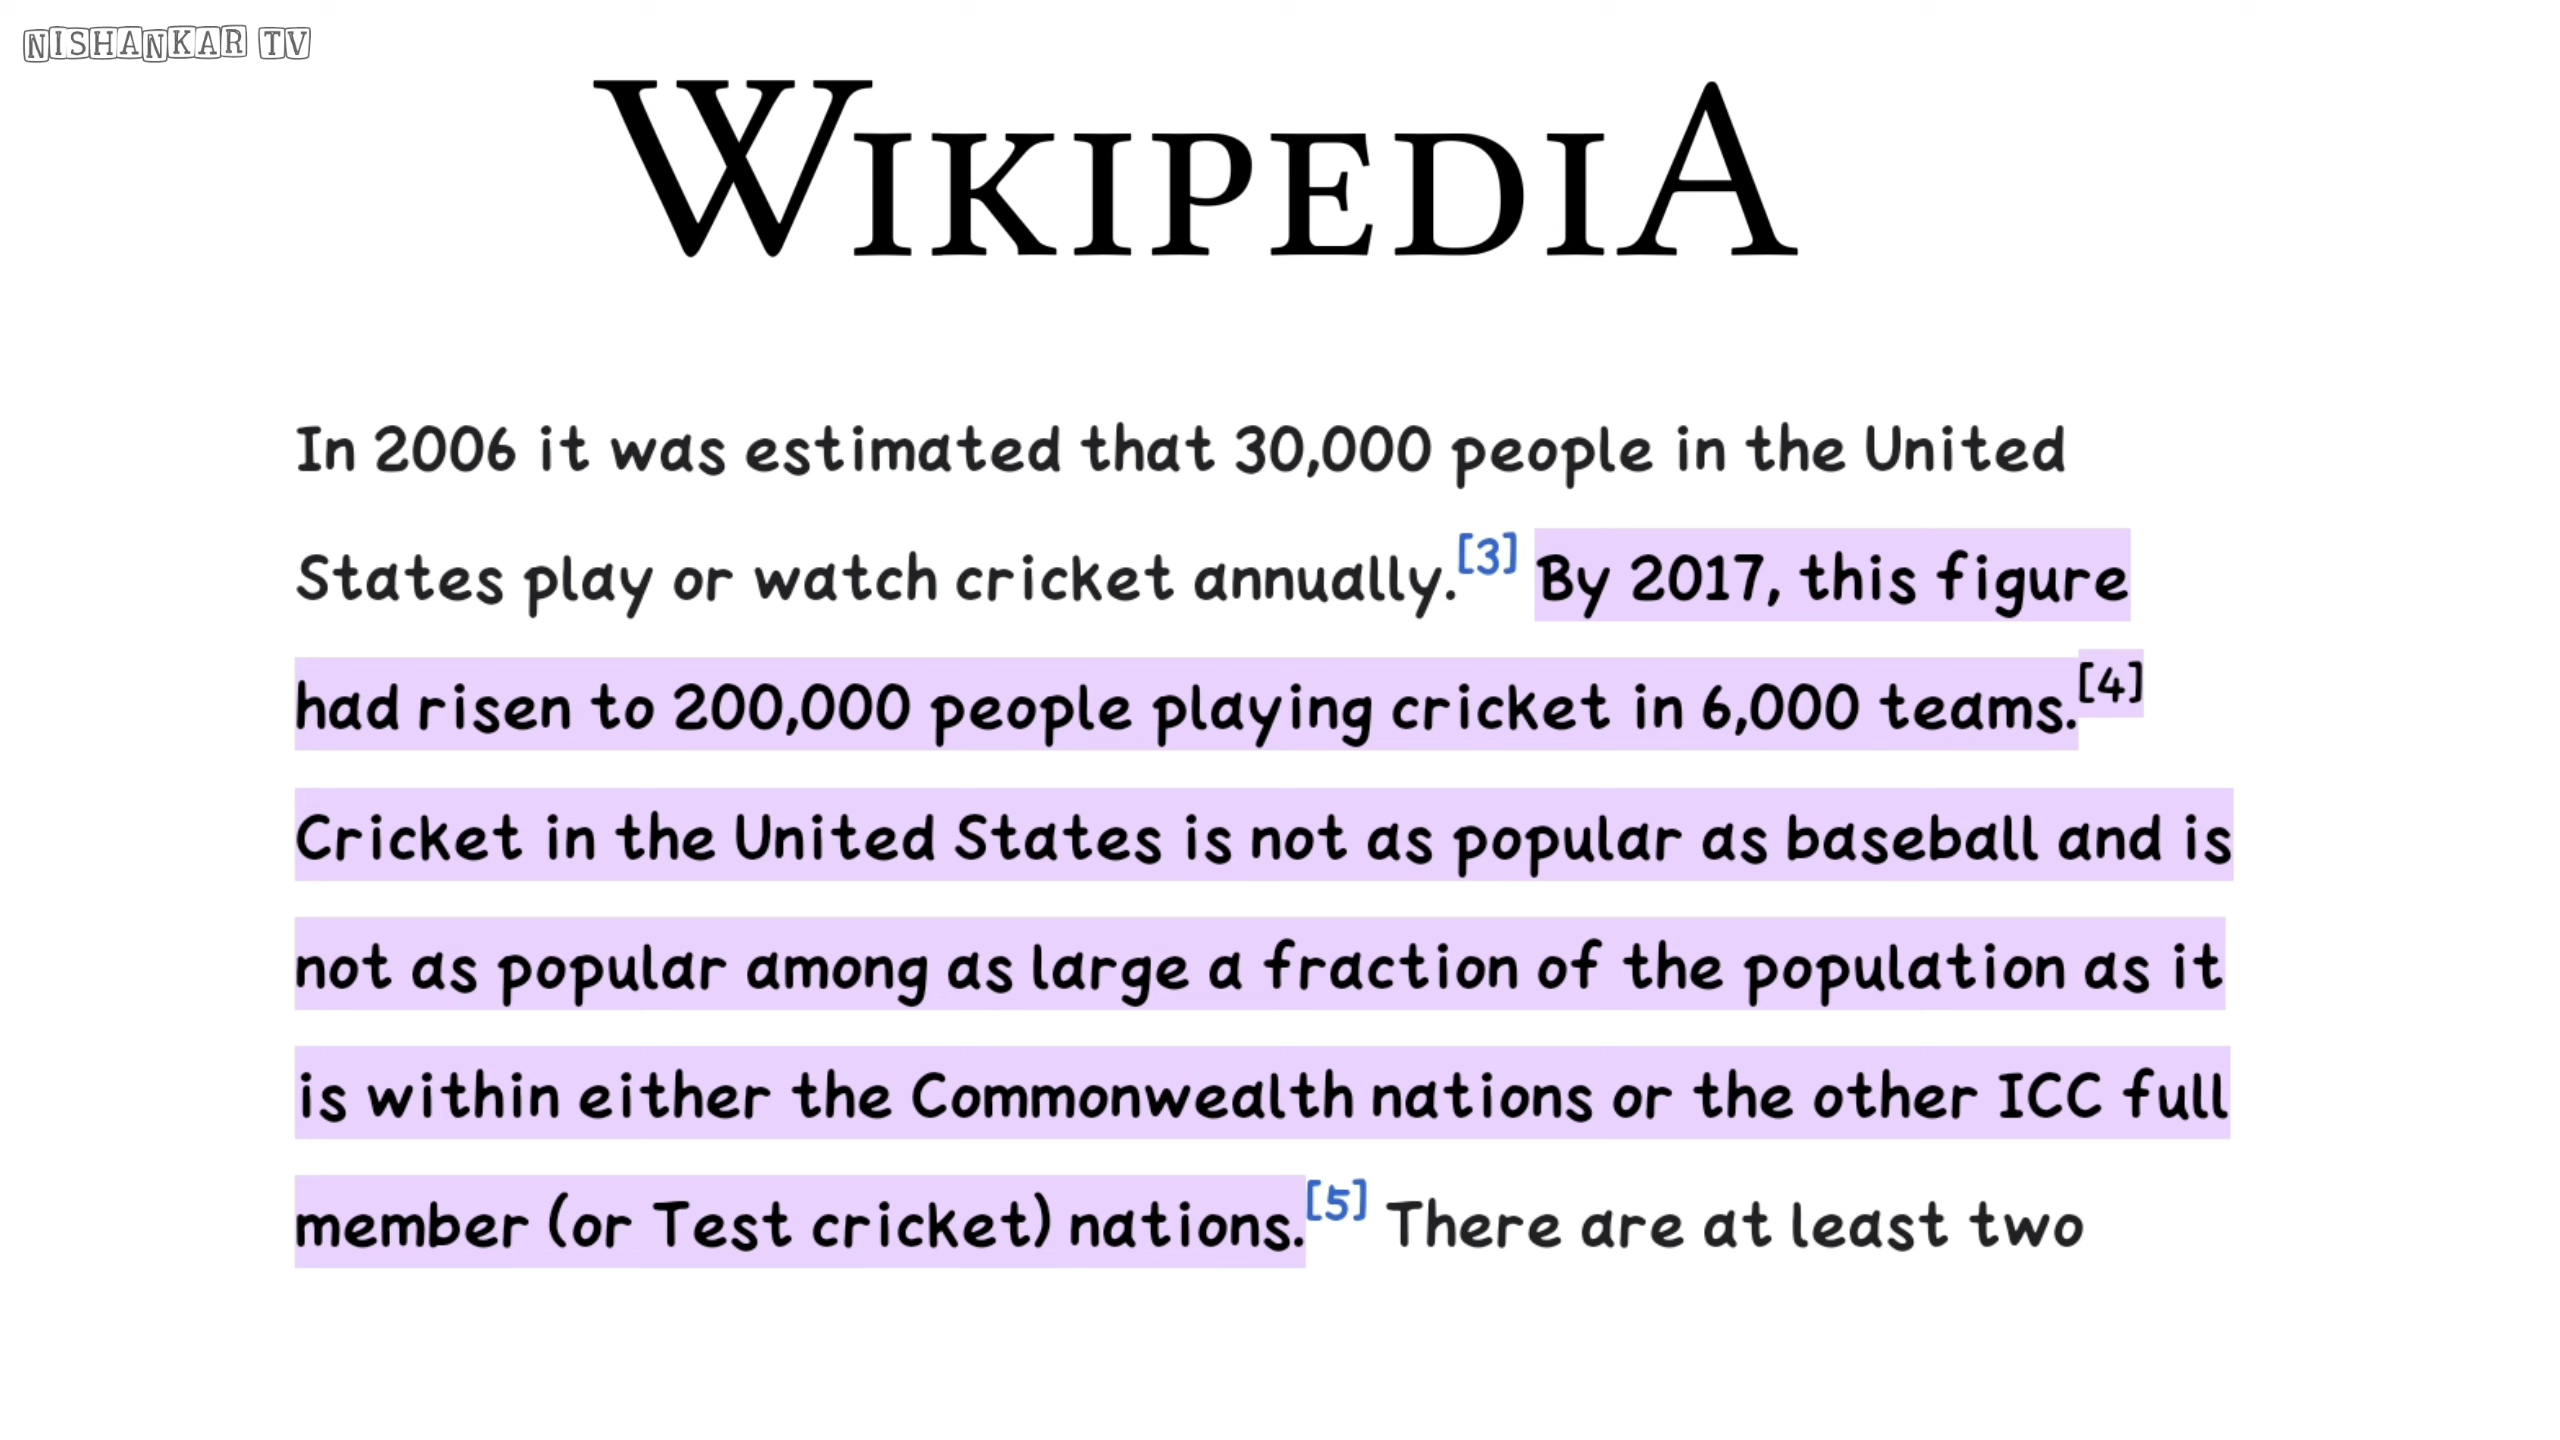 NISHANKAR TV
WIKIPEDIA
In 2006 it was estimated that 30,000 people in the United
States play or watch cricket annually.[3] By 2017, this figure
had risen to 200,000 people playing cricket in 6,000 teams.[4]
Cricket in the United States is not as popular as baseball and is
not as popular among as large a fraction of the population as it
is within either the Commonwealth nations or the other ICC full
member (or Test cricket) nations.[5] There are at least two